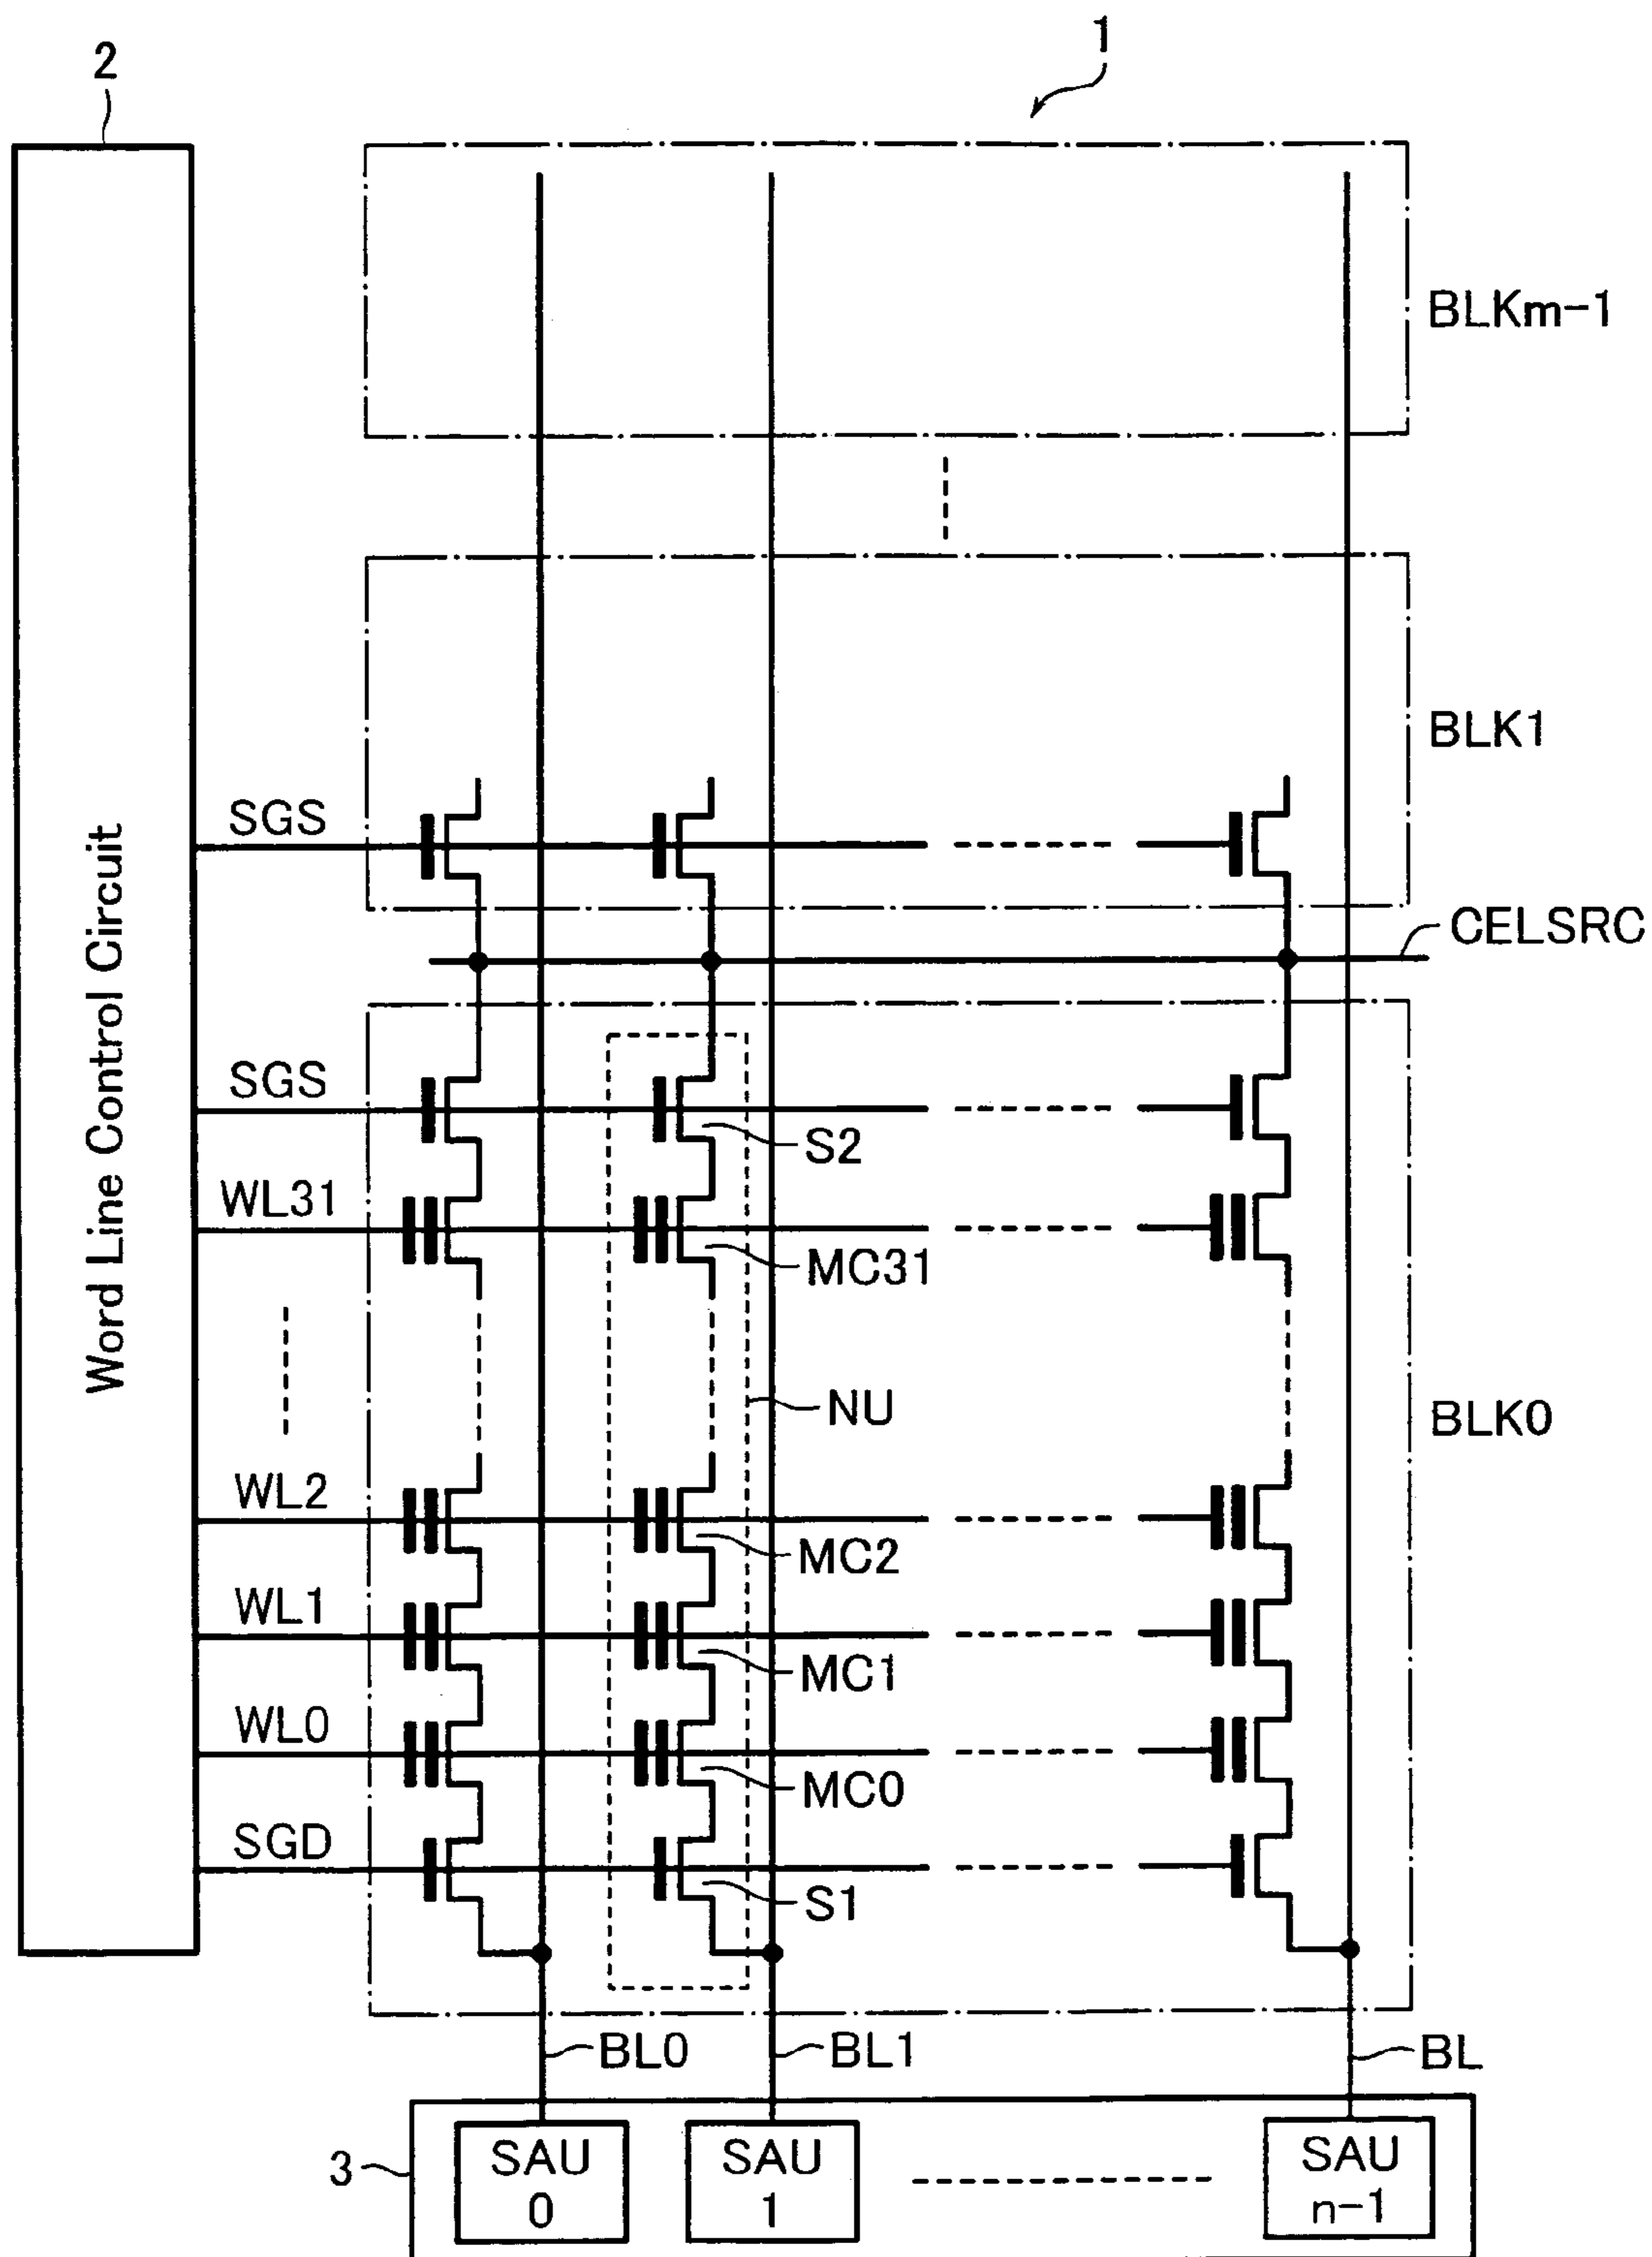 1
2
BLKm-1
BLK1
SGS
Word Line Control Circuit
CELSRC
SGS
S2
WL31
MC31
NU
BLK0
WL2
MC2
WL1
MC1
WL0
MC0
SGD
S1
BL0
BL1
BL
3
SAU
0
SAU
1
SAU
n-1